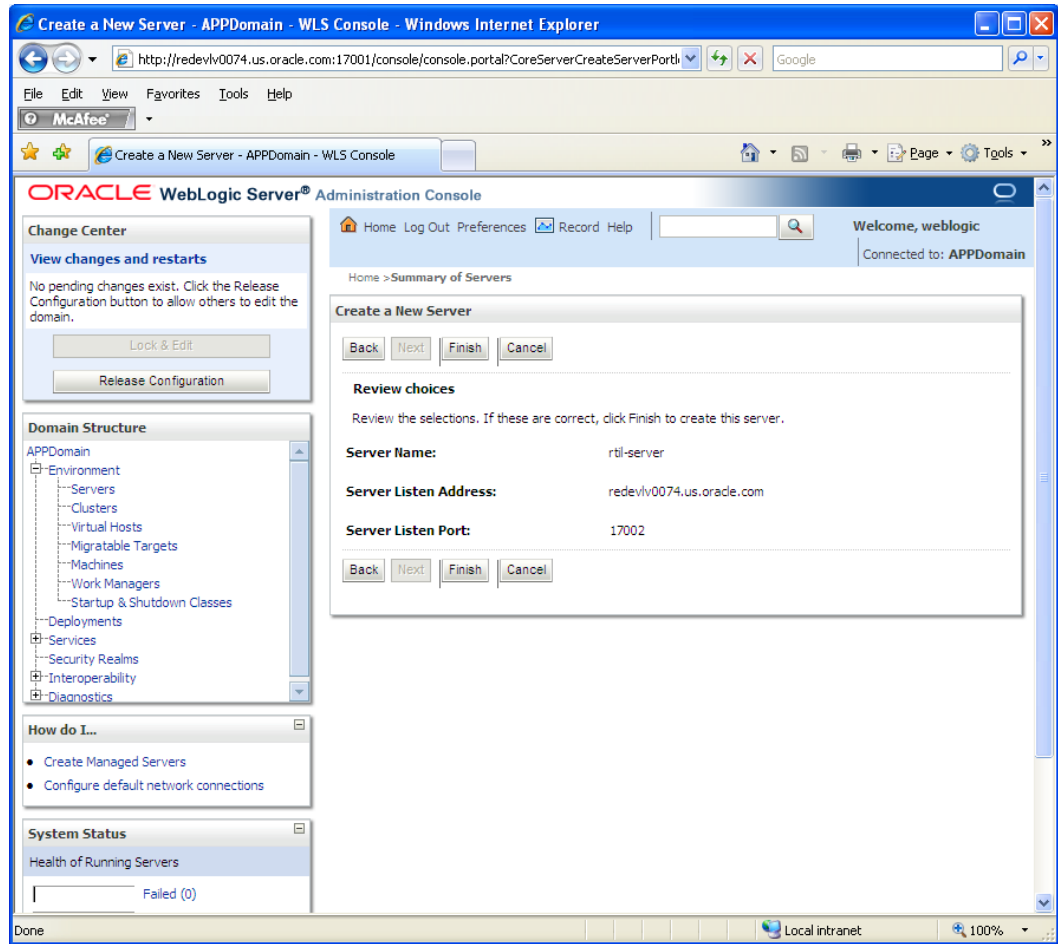 Create a New Server - APPDomain - WLS Console - Windows Internet Explorer
http://redevlv0074.us.oracle.com:17001/console/console.portal?CoreServerCreateServerPortl
Google
File Edit View Favorites Tools Help
McAfee
Create a New Server - APPDomain - WLS Console
Page Tools
ORACLE WebLogic Server® Administration Console
Change Center
View changes and restarts
No pending changes exist. Click the Release
Configuration button to allow others to edit the
domain.
Lock & Edit
Release Configuration
Domain Structure
APPDomain
Environment
Servers
Clusters
Virtual Hosts
Migratable Targets
Machines
Work Managers
Startup & Shutdown Classes
Deployments
Services
Security Realms
Interoperability
Diagnostics
How do I...
Create Managed Servers
Configure default network connections
System Status
Health of Running Servers
Failed (0)
Home Log Out Preferences Record Help
Welcome, weblogic
Connected to: APPDomain
Home >Summary of Servers
Create a New Server
Back Next Finish Cancel
Review choices
Review the selections. If these are correct, click Finish to create this server.
Server Name: rtil-server
Server Listen Address: redevlv0074.us.oracle.com
Server Listen Port: 17002
Back Next Finish Cancel
Done
Local intranet
100%